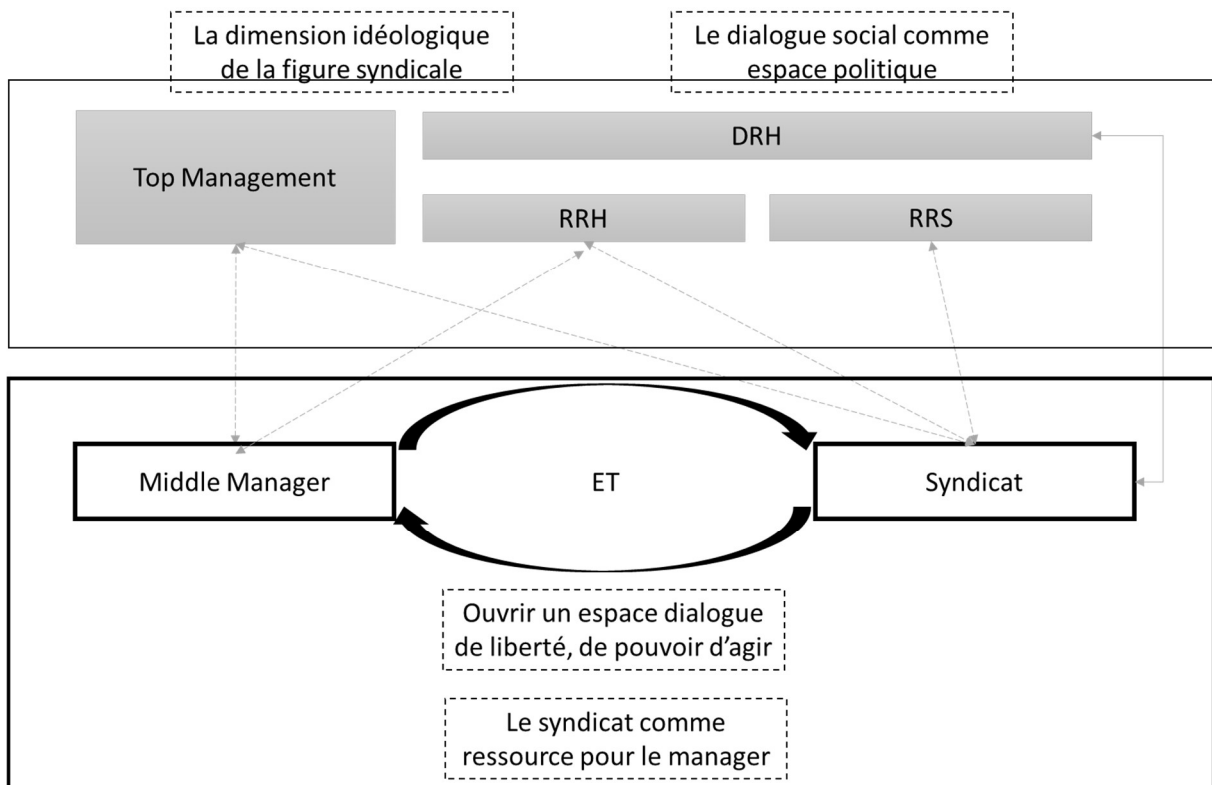 La dimension idéologique
de la figure syndicale
Le dialogue social comme
espace politique
Top Management
DRH
RRH
RRS
Middle Manager
ET
Syndicat
Ouvrir un espace dialogue
de liberté, de pouvoir d’agir
Le syndicat comme
ressource pour le manager